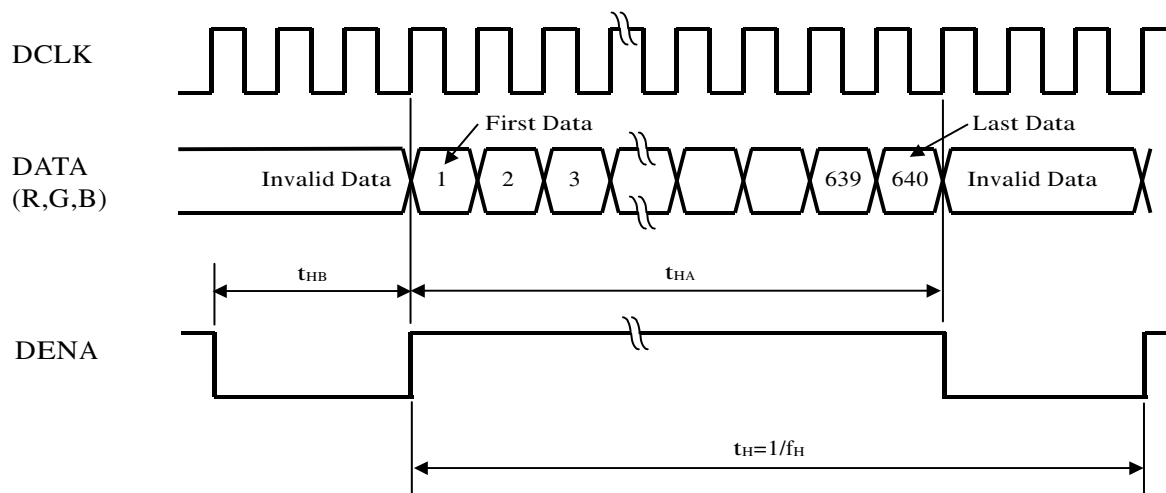 DCLK
First Data
Last Data
DATA
(R,G,B)
Invalid Data
1
2
3
639
640
Invalid Data
tHB
tHA
DENA
tH=1/fH